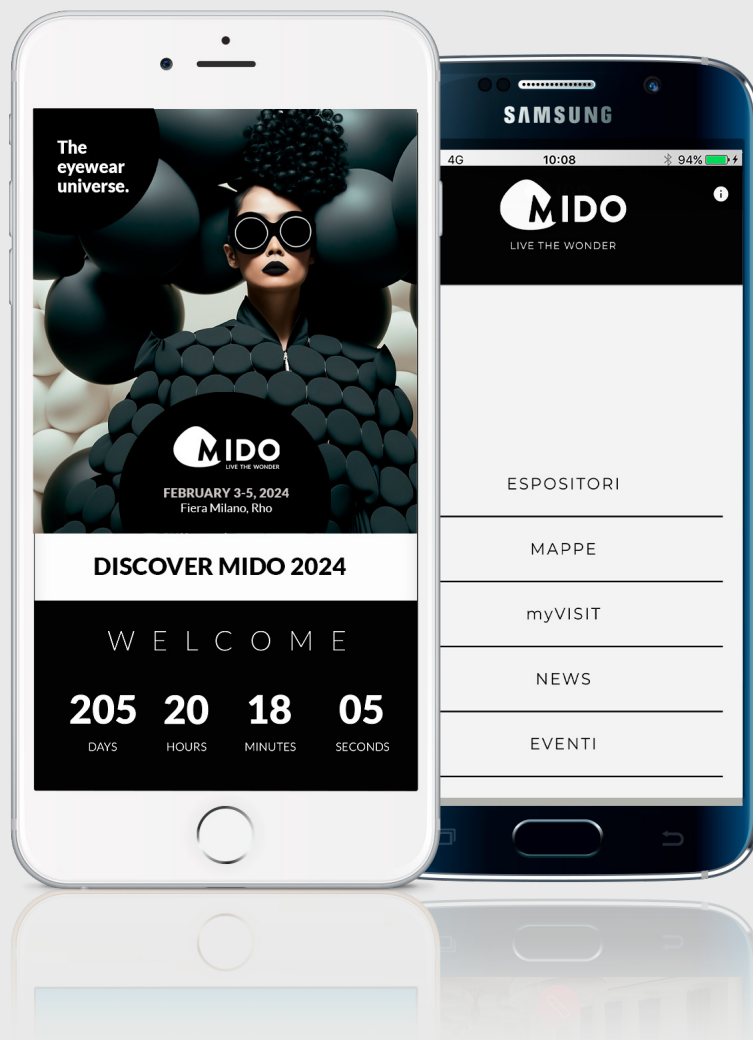 The
eyewear
universe.
MIDO
LIVE THE WONDER
FEBRUARY 3-5, 2024
Fiera Milano, Rho
DISCOVER MIDO 2024
WELCOME
205 20 18 05
DAYS HOURS MINUTES SECONDS
SAMSUNG
4G 10:08 94%
MIDO
LIVE THE WONDER
ESPOSITORI
MAPPE
myVISIT
NEWS
EVENTI